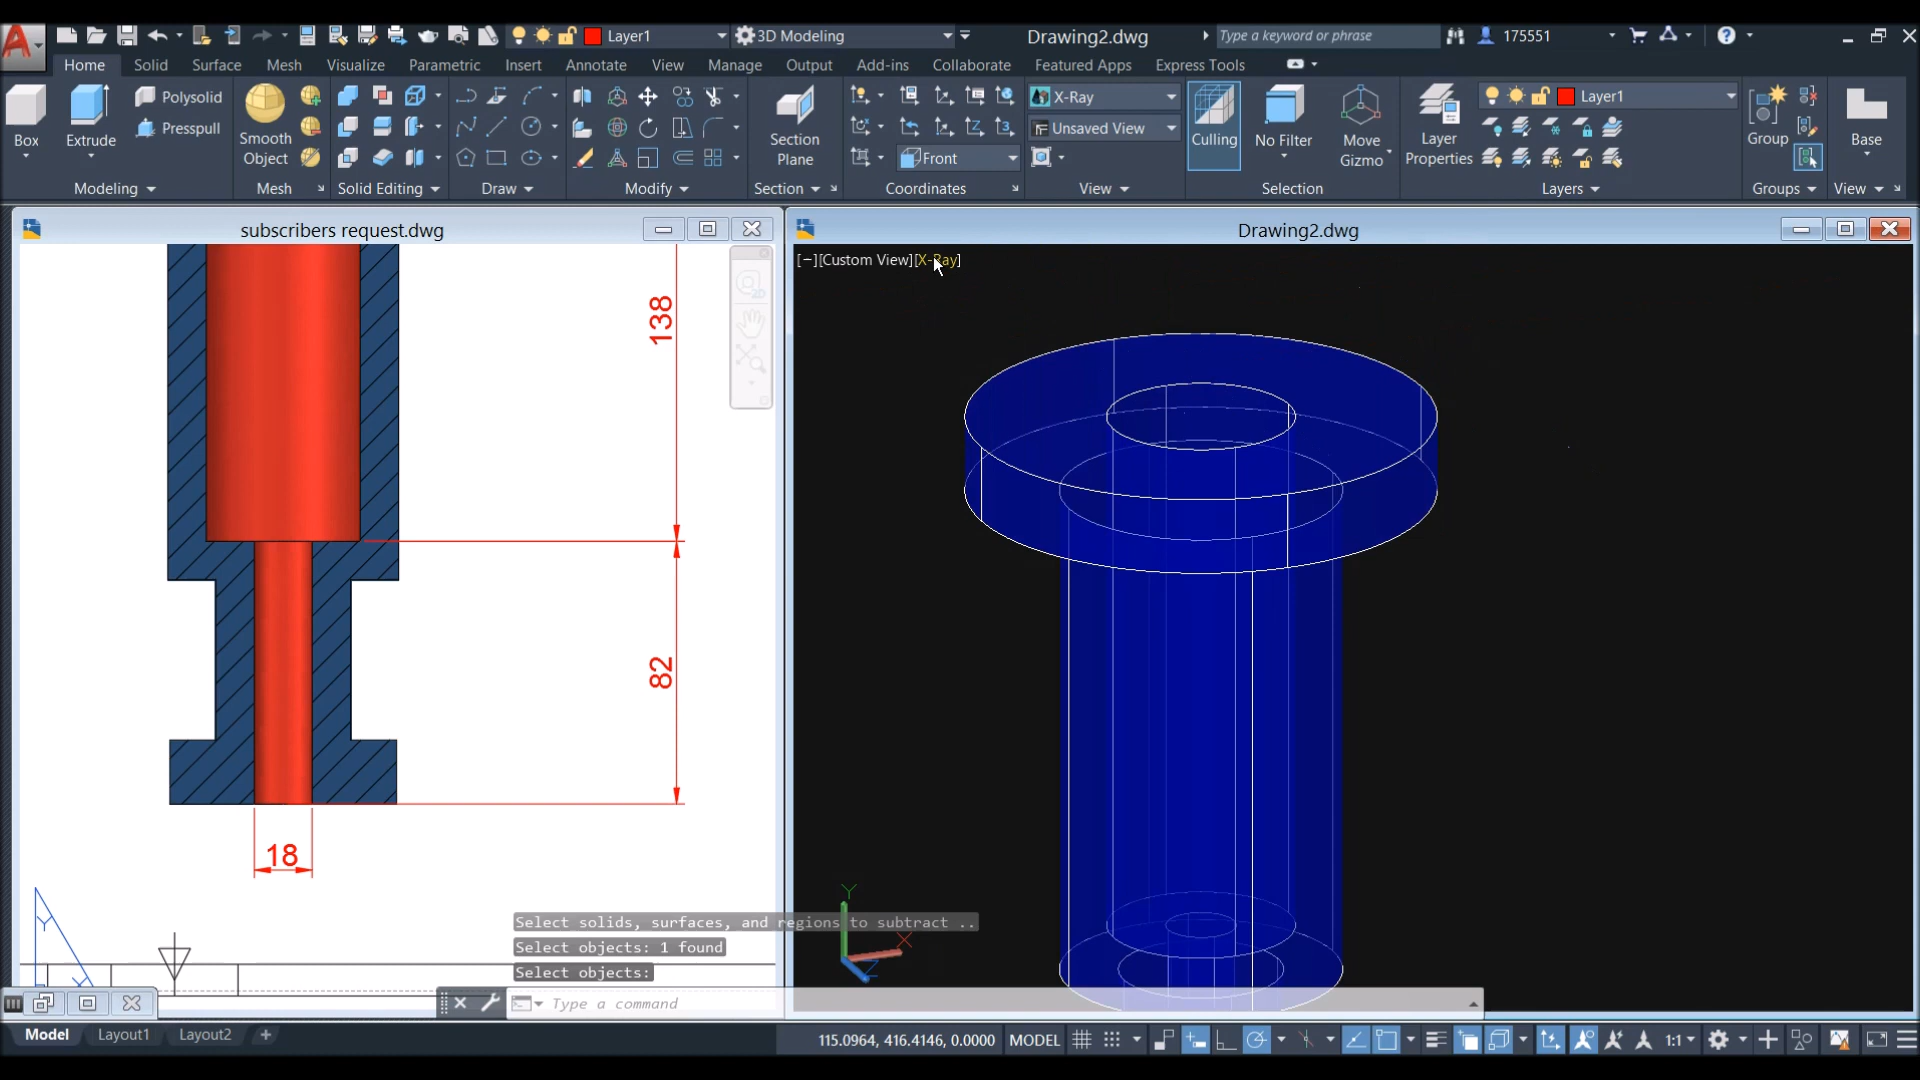 Layer1
3D Modeling
Drawing2.dwg
Type a keyword or phrase
175551
Home Solid Surface Mesh Visualize Parametric Insert Annotate View Manage Output Add-ins Collaborate Featured Apps Express Tools
Box
Extrude
Polysolid
Presspull
Smooth
Object
Section
Plane
Front
X-Ray
Unsaved View
Culling
No Filter
Move
Gizmo
Layer
Properties
Layer1
Group
Base
Modeling Mesh Solid Editing Draw Modify Section Coordinates View Selection Layers Groups View
subscribers request.dwg
138
82
18
Y
Drawing2.dwg
[−][Custom View][X-Ray]
Y
X
Z
Select solids, surfaces, and regions to subtract ..
Select objects: 1 found
Select objects:
Type a command
Model Layout1 Layout2 +
115.0964, 416.4146, 0.0000 MODEL 1:1